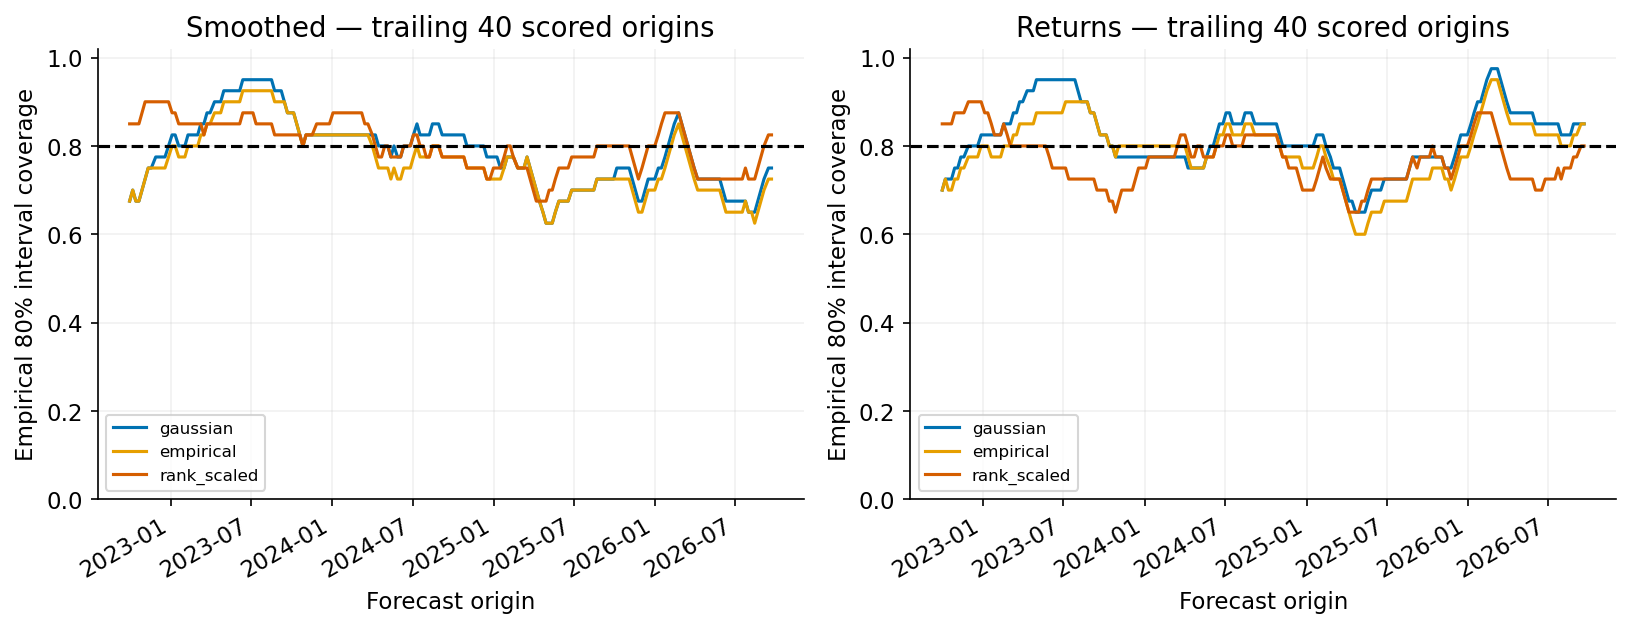 Smoothed — trailing 40 scored origins
Empirical 80% interval coverage
1.0
0.8
0.6
0.4
0.2
0.0
gaussian
empirical
rank_scaled
2023-01
2023-07
2024-01
2024-07
2025-01
2025-07
2026-01
2026-07
Forecast origin
Returns — trailing 40 scored origins
Empirical 80% interval coverage
1.0
0.8
0.6
0.4
0.2
0.0
gaussian
empirical
rank_scaled
2023-01
2023-07
2024-01
2024-07
2025-01
2025-07
2026-01
2026-07
Forecast origin